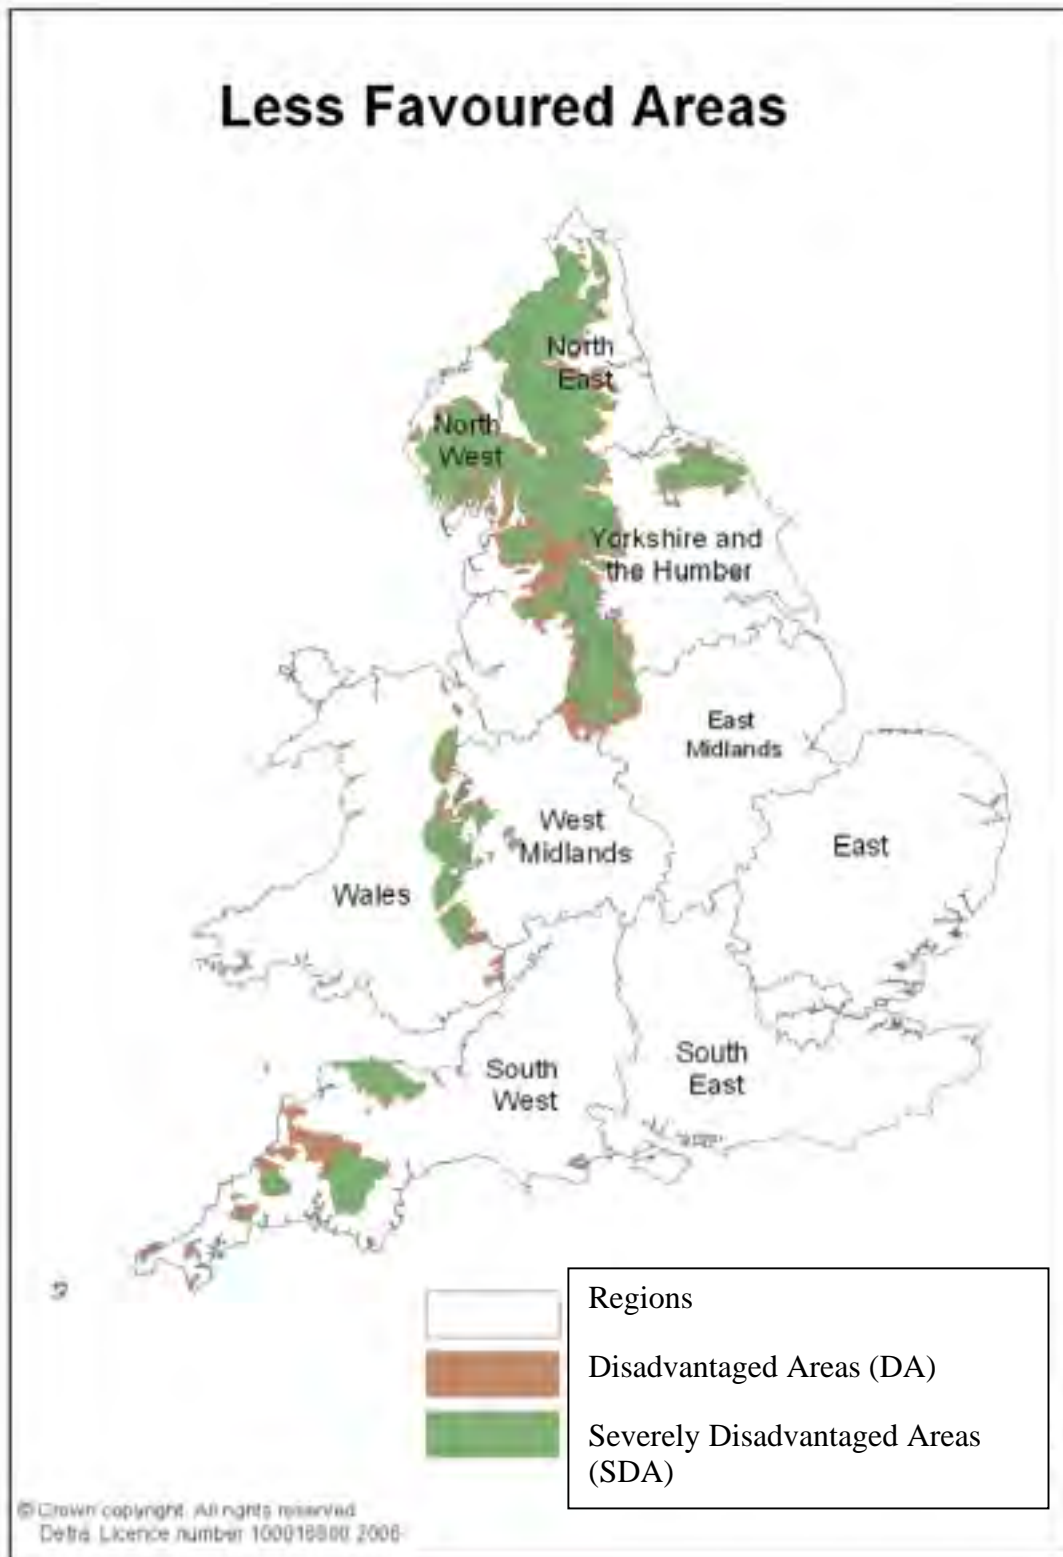 Less Favoured Areas
North
East
North
West
Yorkshire and
the Humber
East
Midlands
West
Midlands
East
Wales
South
West
South
East
Regions
Disadvantaged Areas (DA)
Severely Disadvantaged Areas
(SDA)
© Crown copyright. All rights reserved
Defra Licence number 100018880 2006